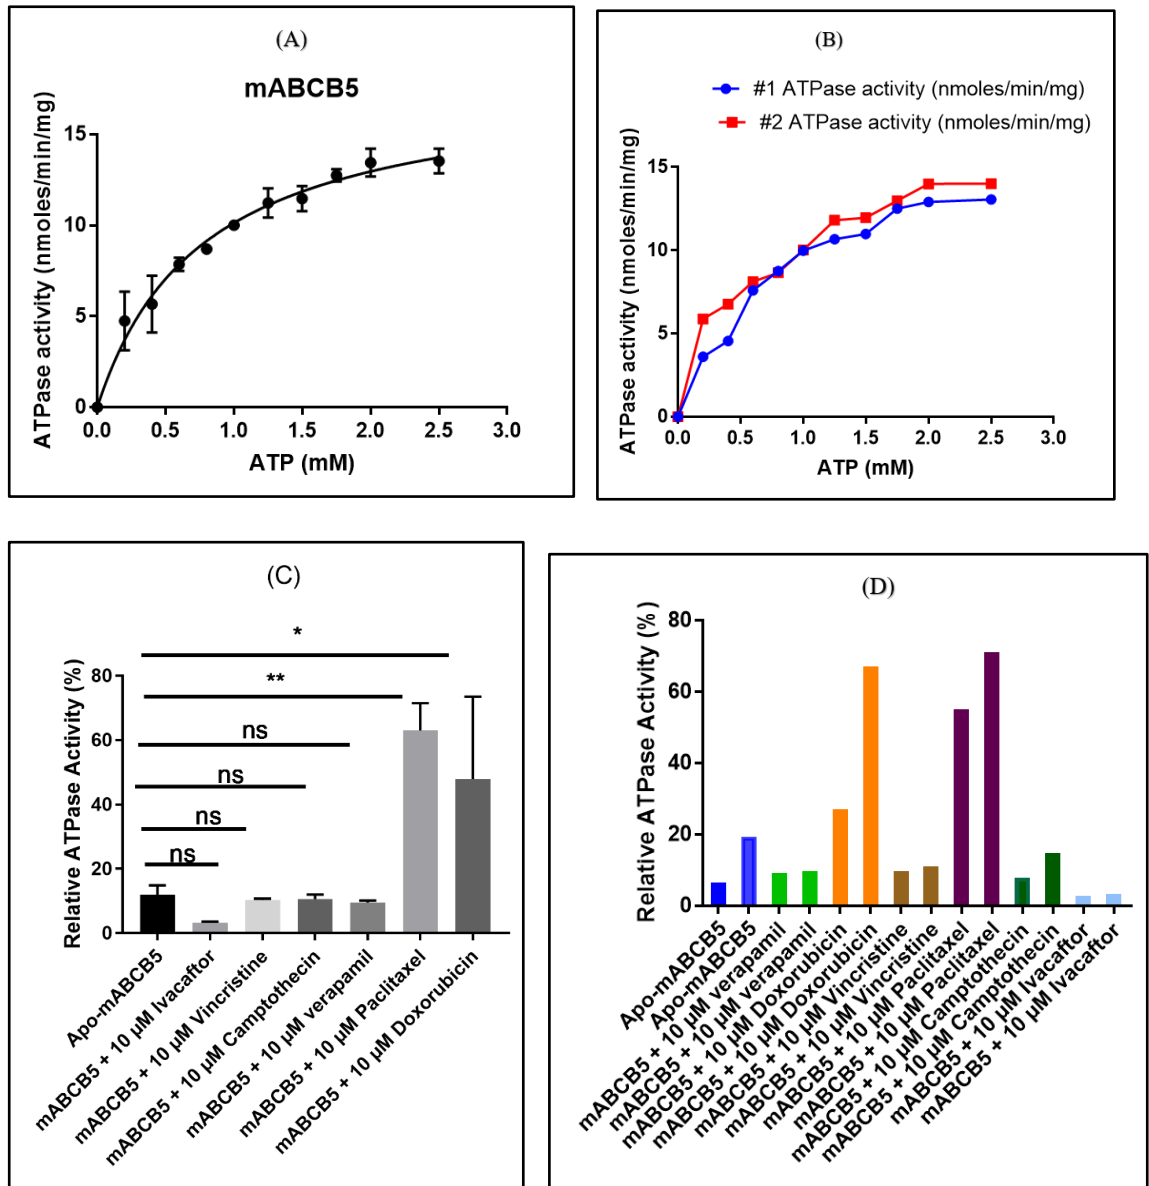 (A)
mABCB5
ATPase activity (nmoles/min/mg)
15
10
5
0
0.0 0.5 1.0 1.5 2.0 2.5 3.0
ATP (mM)
(B)
#1 ATPase activity (nmoles/min/mg)
#2 ATPase activity (nmoles/min/mg)
ATPase activity (nmoles/min/mg)
15
10
5
0
0.0 0.5 1.0 1.5 2.0 2.5 3.0
ATP (mM)
(C)
*
**
ns
ns
ns
ns
Relative ATPase Activity (%)
80
60
40
20
0
Apo-mABCB5
mABCB5 + 10 µM Ivacaftor
mABCB5 + 10 µM Vincristine
mABCB5 + 10 µM Camptothecin
mABCB5 + 10 µM verapamil
mABCB5 + 10 µM Paclitaxel
mABCB5 + 10 µM Doxorubicin
(D)
Relative ATPase Activity (%)
80
60
40
20
0
Apo-mABCB5
Apo-mABCB5
mABCB5 + 10 µM verapamil
mABCB5 + 10 µM verapamil
mABCB5 + 10 µM Doxorubicin
mABCB5 + 10 µM Doxorubicin
mABCB5 + 10 µM Vincristine
mABCB5 + 10 µM Vincristine
mABCB5 + 10 µM Paclitaxel
mABCB5 + 10 µM Paclitaxel
mABCB5 + 10 µM Camptothecin
mABCB5 + 10 µM Camptothecin
mABCB5 + 10 µM Ivacaftor
mABCB5 + 10 µM Ivacaftor